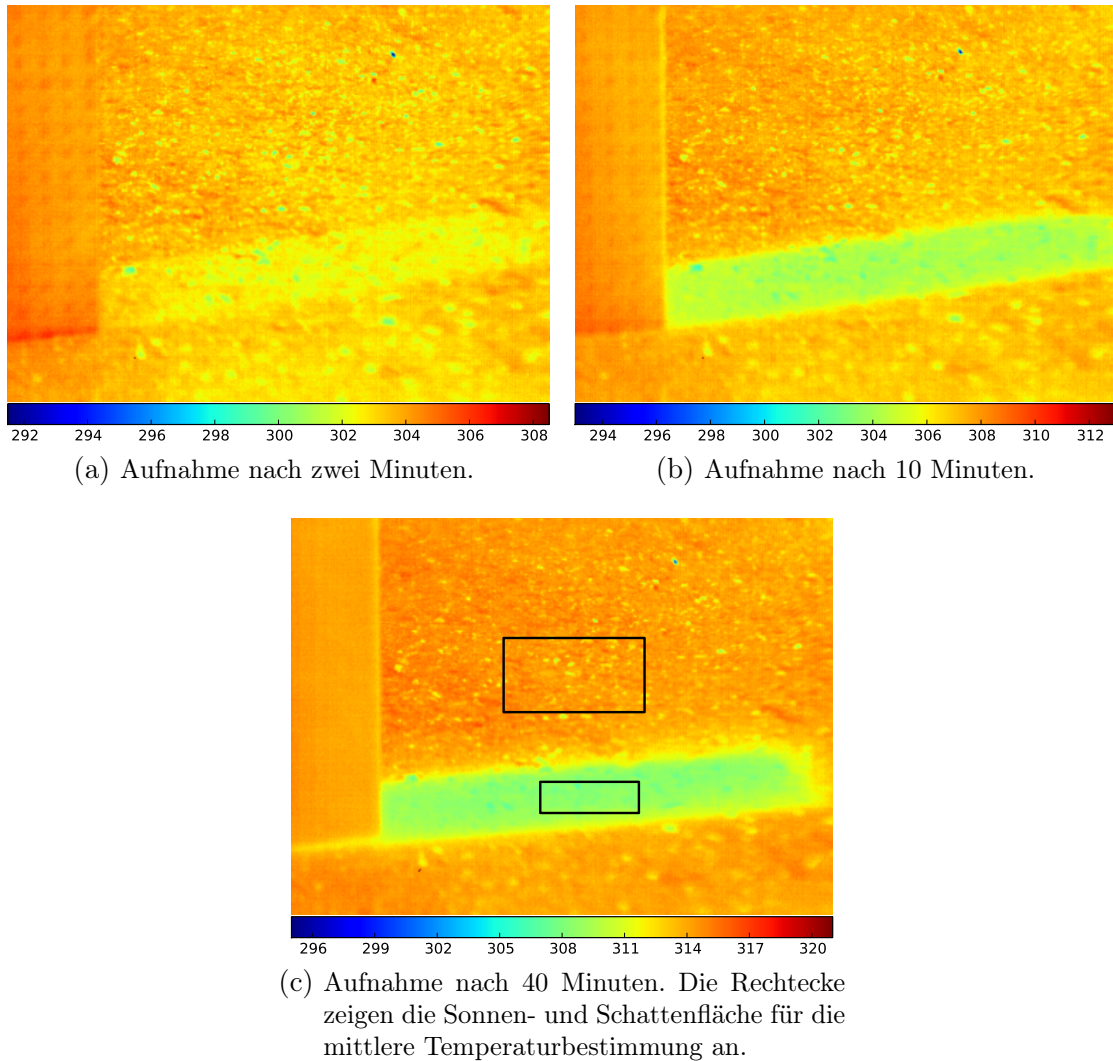 292 294 296 298 300 302 304 306 308
(a) Aufnahme nach zwei Minuten.
294 296 298 300 302 304 306 308 310 312
(b) Aufnahme nach 10 Minuten.
296 299 302 305 308 311 314 317 320
(c) Aufnahme nach 40 Minuten. Die Rechtecke
zeigen die Sonnen- und Schattenfläche für die
mittlere Temperaturbestimmung an.